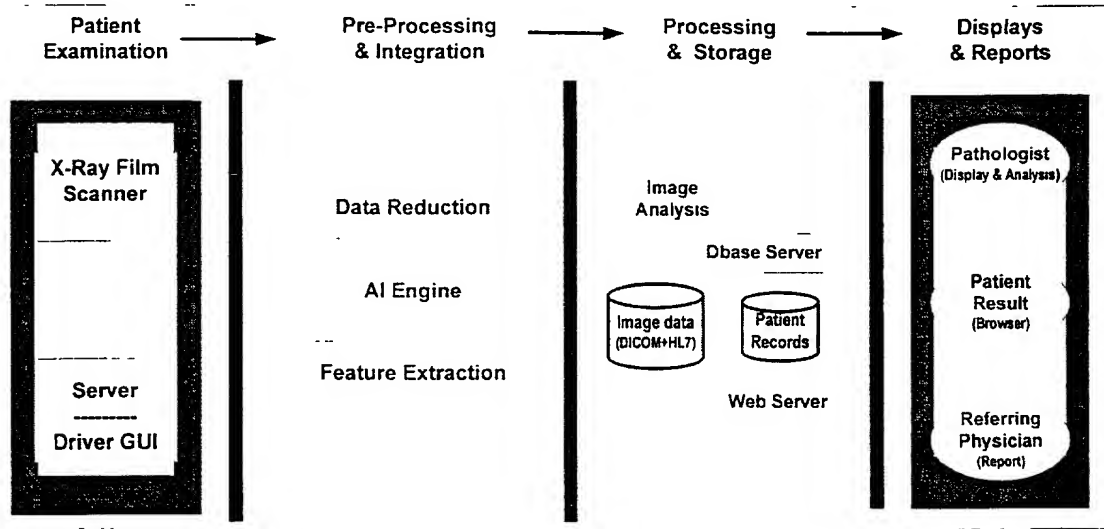 Patient
Examination
Pre-Processing
& Integration
Processing
& Storage
Displays
& Reports
X-Ray Film
Scanner
Server
Driver GUI
Data Reduction
AI Engine
Feature Extraction
Image
Analysis
Dbase Server
Image data
(DICOM+HL7)
Patient
Records
Web Server
Pathologist
(Display & Analysis)
Patient
Result
(Browser)
Referring
Physician
(Report)